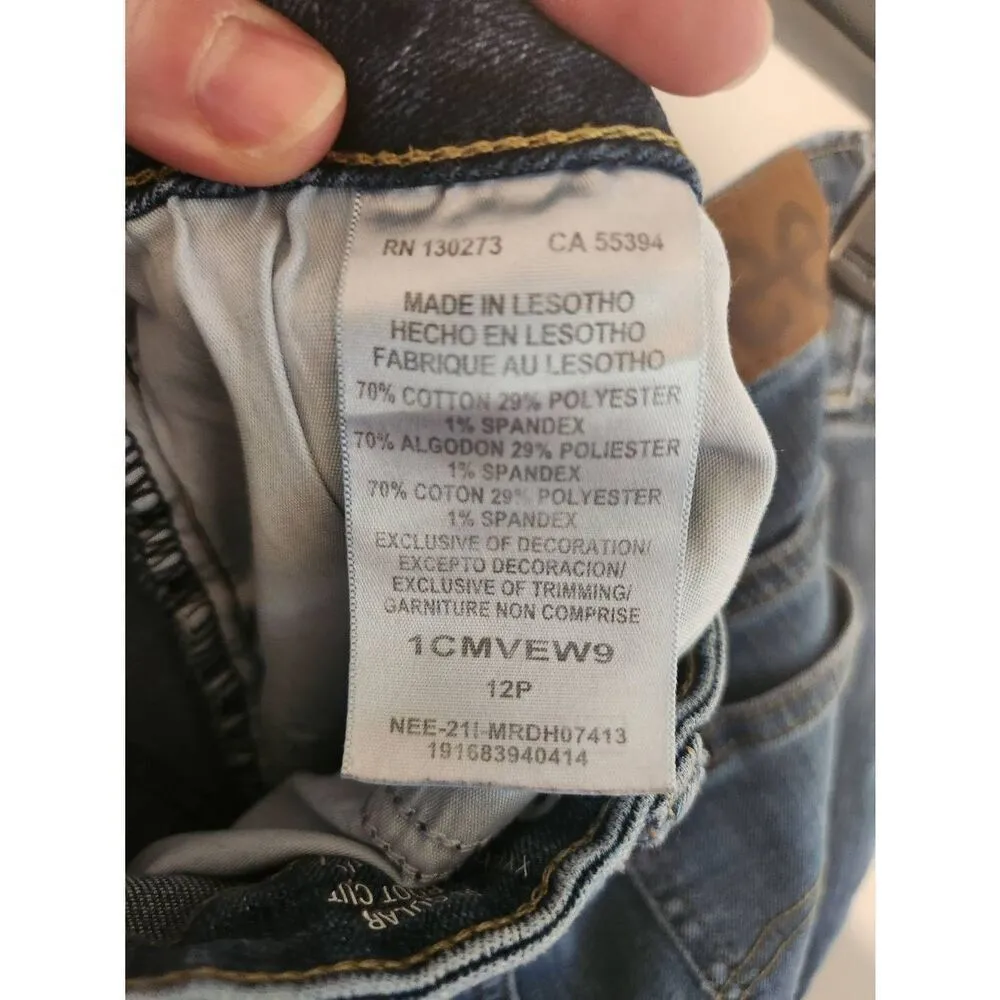 RN 130273 CA 55394
MADE IN LESOTHO
HECHO EN LESOTHO
FABRIQUE AU LESOTHO
70% COTTON 29% POLYESTER
1% SPANDEX
70% ALGODON 29% POLIESTER
1% SPANDEX
70% COTON 29% POLYESTER
1% SPANDEX
EXCLUSIVE OF DECORATION/
EXCEPTO DECORACION/
EXCLUSIVE OF TRIMMING/
GARNITURE NON COMPRISE
1CMVEW9
12P
NEE-21I-MRDH07413
191683940414
CUT